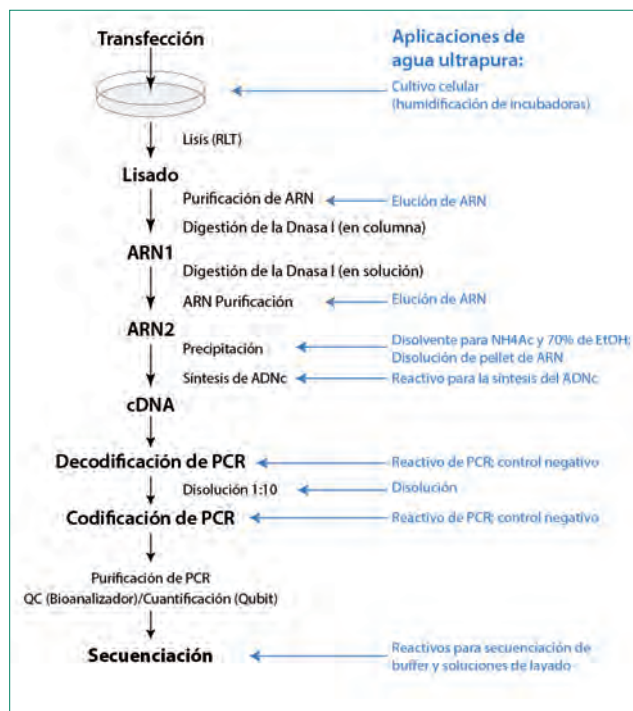 Transfección
Aplicaciones de
agua ultrapura:
Cultivo celular
(humidificación de incubadoras)
Lisis (RLT)
Lisado
Purificación de ARN
Elución de ARN
Digestión de la Dnasa I (en columna)
ARN1
Digestión de la Dnasa I (en solución)
ARN Purificación
Elución de ARN
ARN2
Precipitación
Disolvente para NH4Ac y 70% de EtOH;
Disolución de pellet de ARN
Síntesis de ADNc
Reactivo para la síntesis del ADNc
cDNA
Decodificación de PCR
Reactivo de PCR; control negativo
Disolución 1:10
Disolución
Codificación de PCR
Reactivo de PCR; control negativo
Purificación de PCR
QC (Bioanalizador)/Cuantificación (Qubit)
Secuenciación
Reactivos para secuenciación de
buffer y soluciones de layado